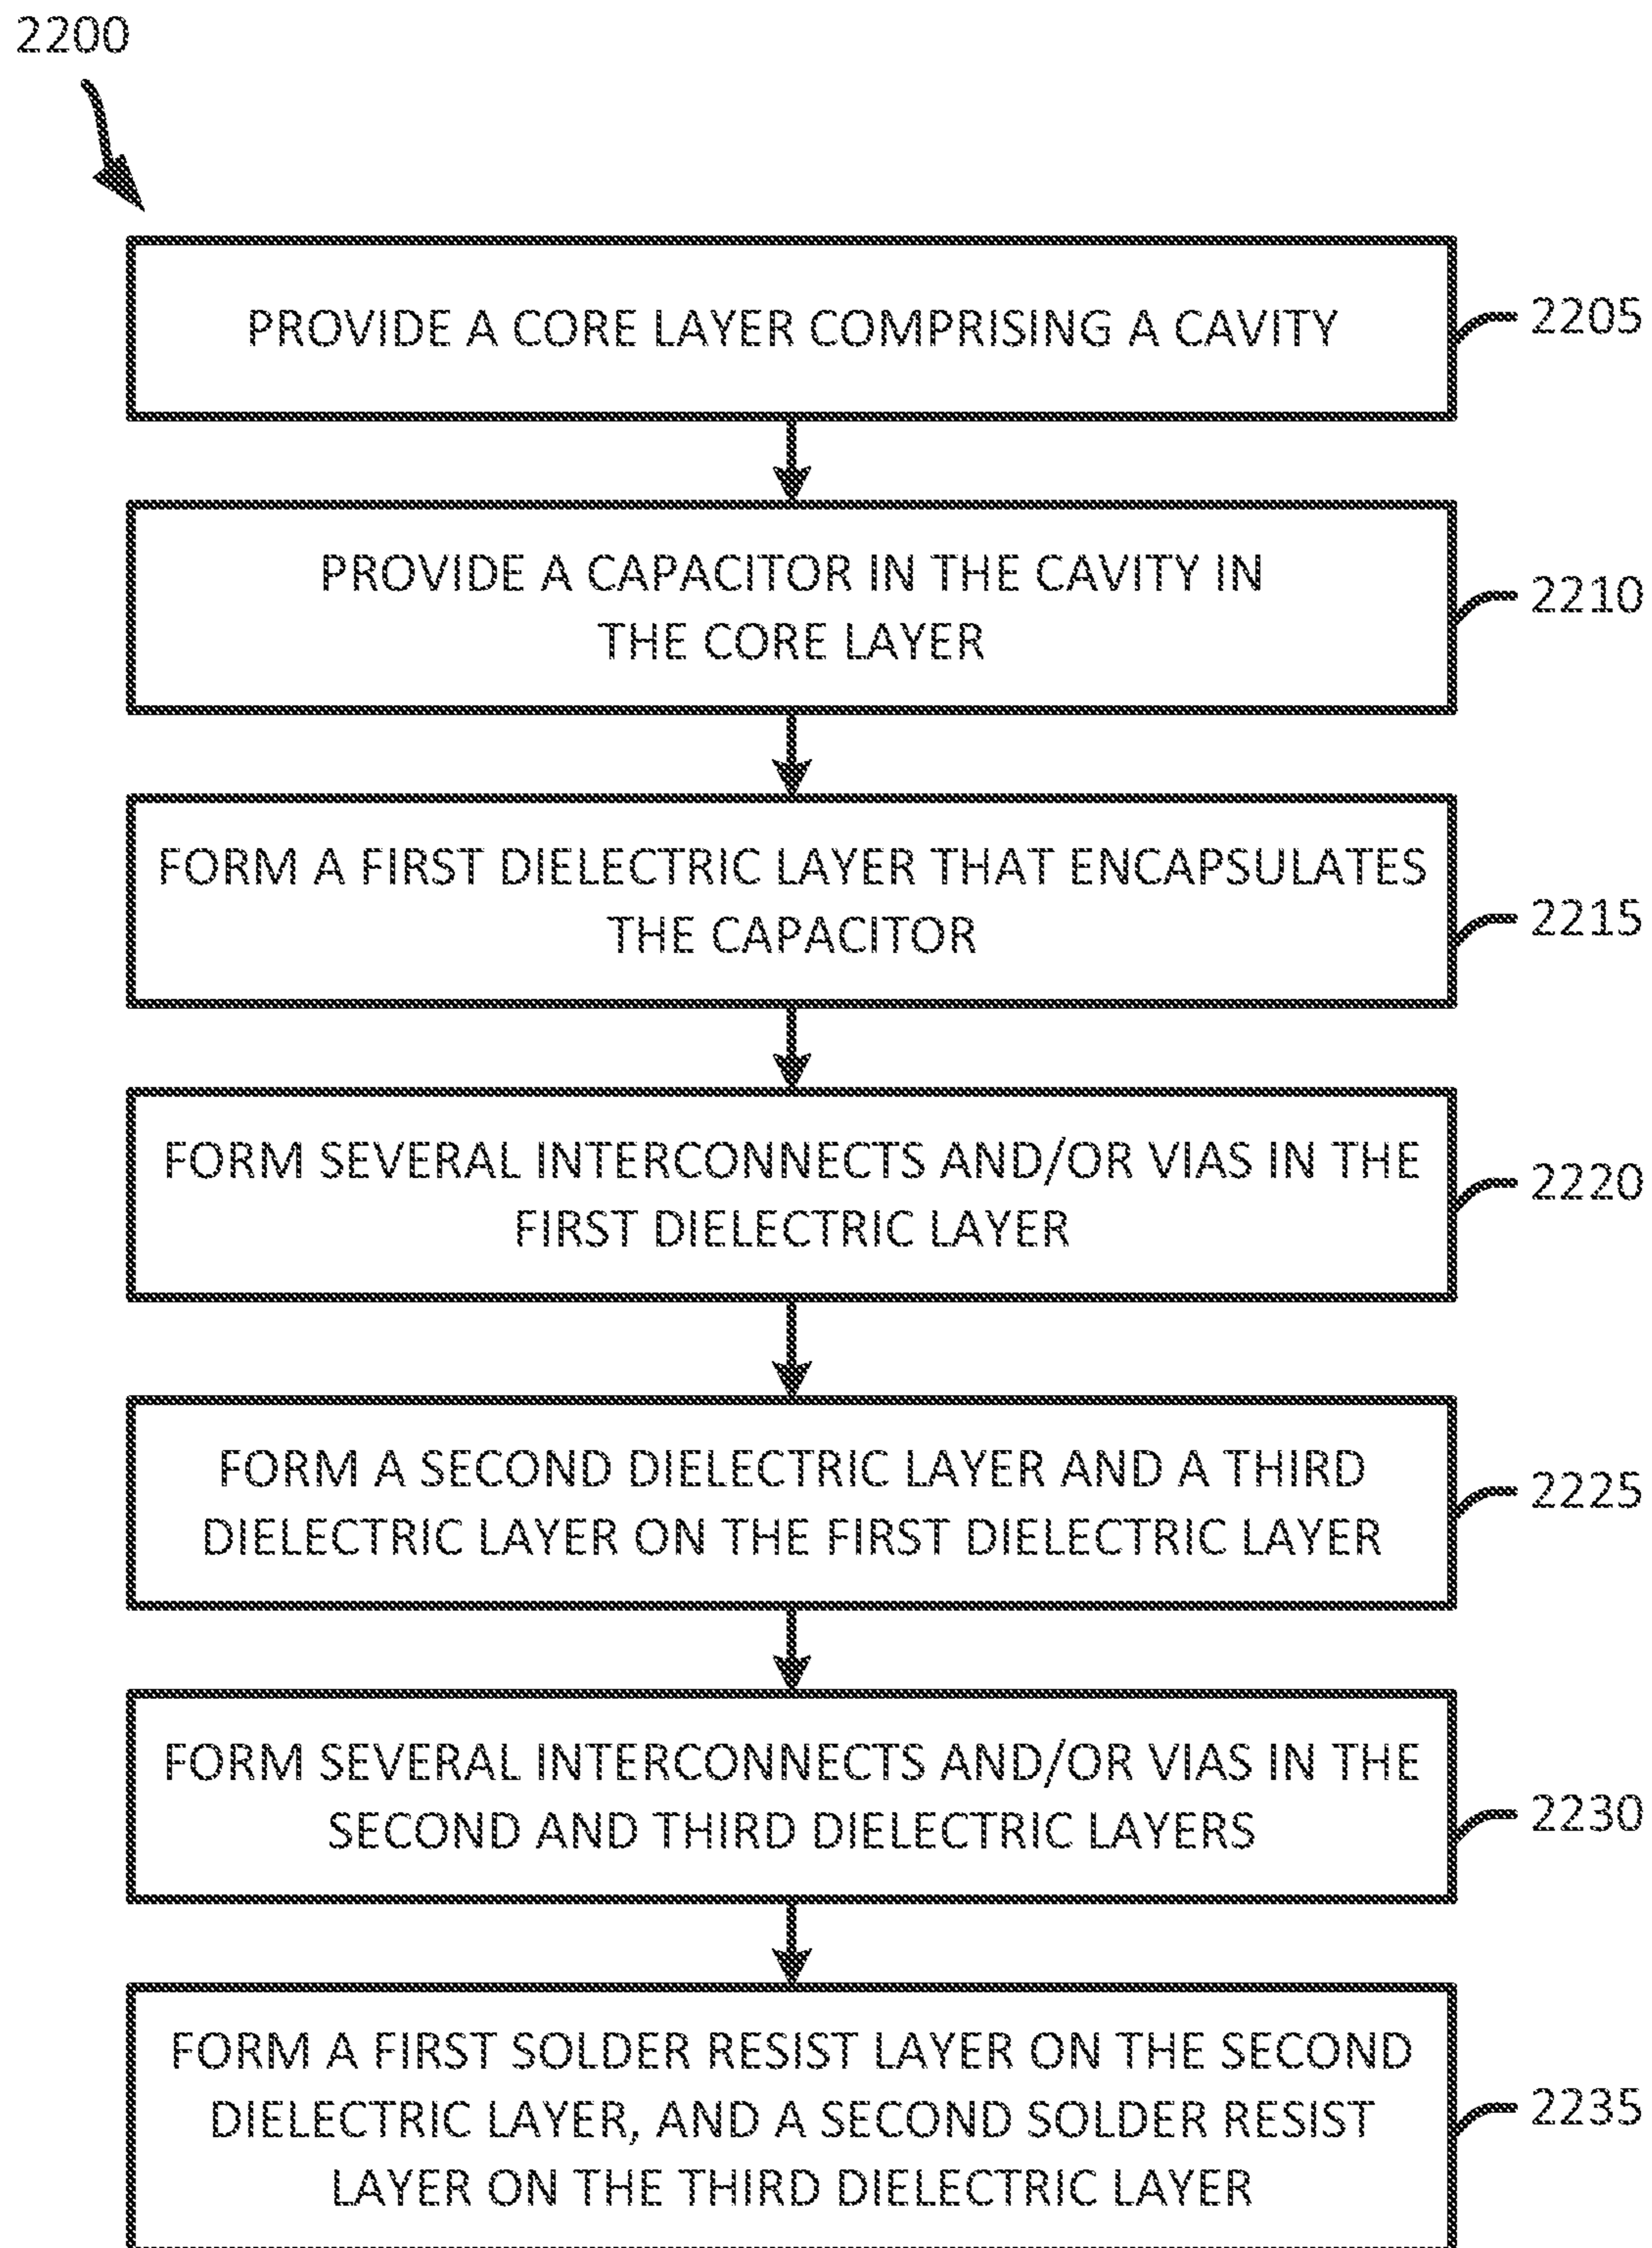 2200
PROVIDE A CORE LAYER COMPRISING A CAVITY
2205
PROVIDE A CAPACITOR IN THE CAVITY IN
THE CORE LAYER
2210
FORM A FIRST DIELECTRIC LAYER THAT ENCAPSULATES
THE CAPACITOR
2215
FORM SEVERAL INTERCONNECTS AND/OR VIAS IN THE
FIRST DIELECTRIC LAYER
2220
FORM A SECOND DIELECTRIC LAYER AND A THIRD
DIELECTRIC LAYER ON THE FIRST DIELECTRIC LAYER
2225
FORM SEVERAL INTERCONNECTS AND/OR VIAS IN THE
SECOND AND THIRD DIELECTRIC LAYERS
2230
FORM A FIRST SOLDER RESIST LAYER ON THE SECOND
DIELECTRIC LAYER, AND A SECOND SOLDER RESIST
LAYER ON THE THIRD DIELECTRIC LAYER
2235